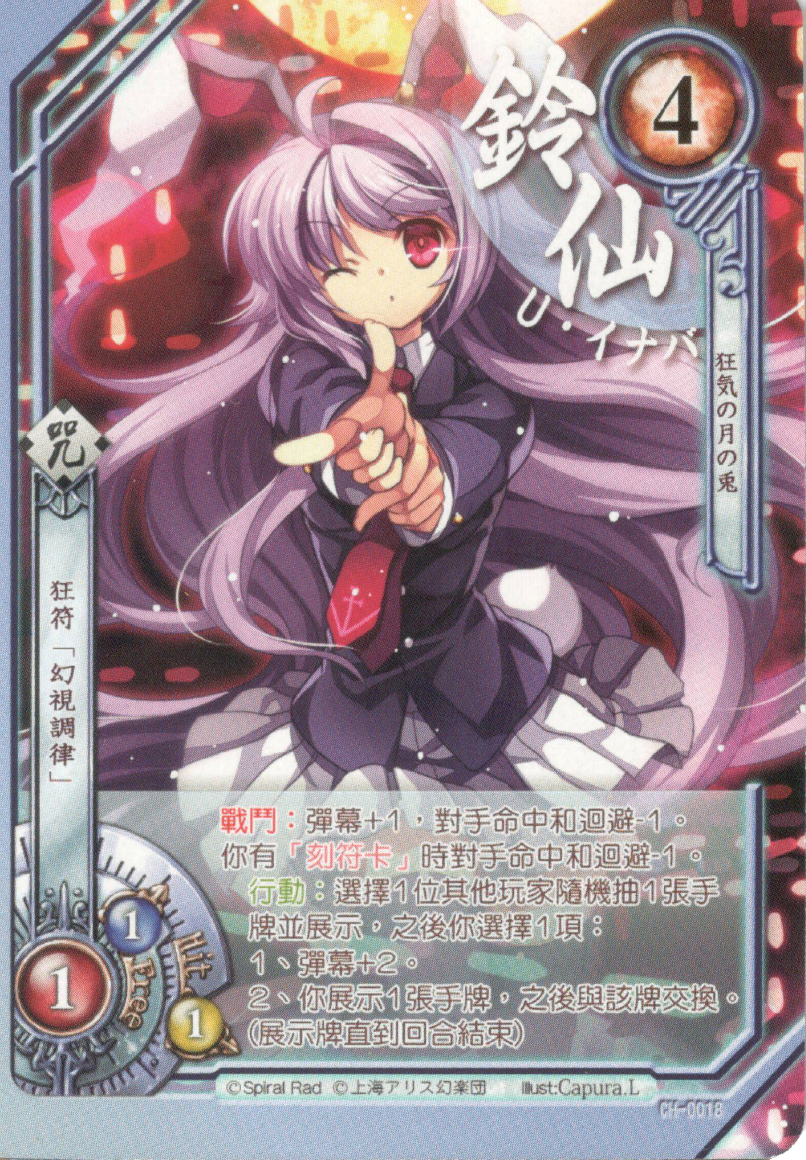 鈴仙
U・イナバ
4
狂気の月の兎
咒
狂符「幻視調律」
戰鬥：彈幕+1，對手命中和迴避-1。
你有「刻符卡」時對手命中和迴避-1。
行動：選擇1位其他玩家隨機抽1張手
牌並展示，之後你選擇1項：
1、彈幕+2。
2、你展示1張手牌，之後與該牌交換。
(展示牌直到回合結束)
1
Free
1
Hit
1
©Spiral Rad ©上海アリス幻楽団 Illust:Capura.L
CH-0018